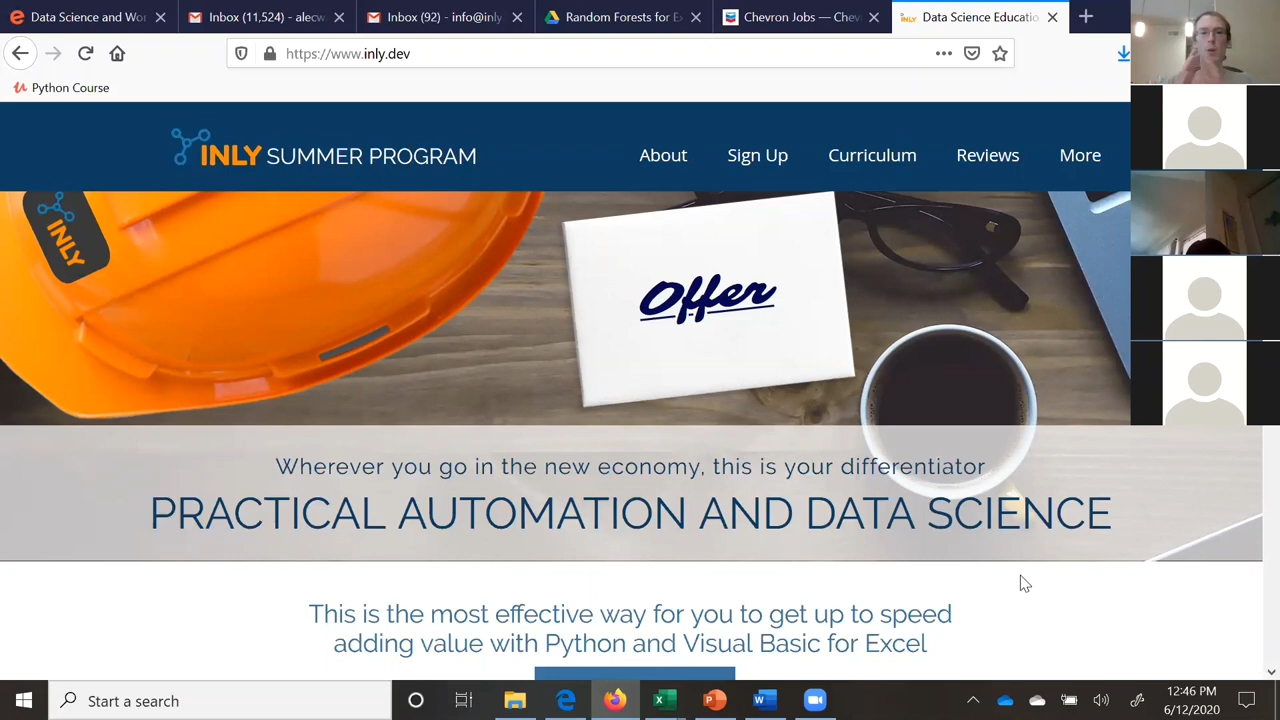 Data Science and Wo
Inbox (11,524) - alecw
Inbox (92) - info@inly
Random Forests for E
Chevron Jobs — Chev
Data Science Educatio
https://www.inly.dev
Python Course
INLY SUMMER PROGRAM
About
Sign Up
Curriculum
Reviews
More
INLY
Offer
Wherever you go in the new economy, this is your differentiator
PRACTICAL AUTOMATION AND DATA SCIENCE
This is the most effective way for you to get up to speed
adding value with Python and Visual Basic for Excel
Start a search
12:46 PM
6/12/2020